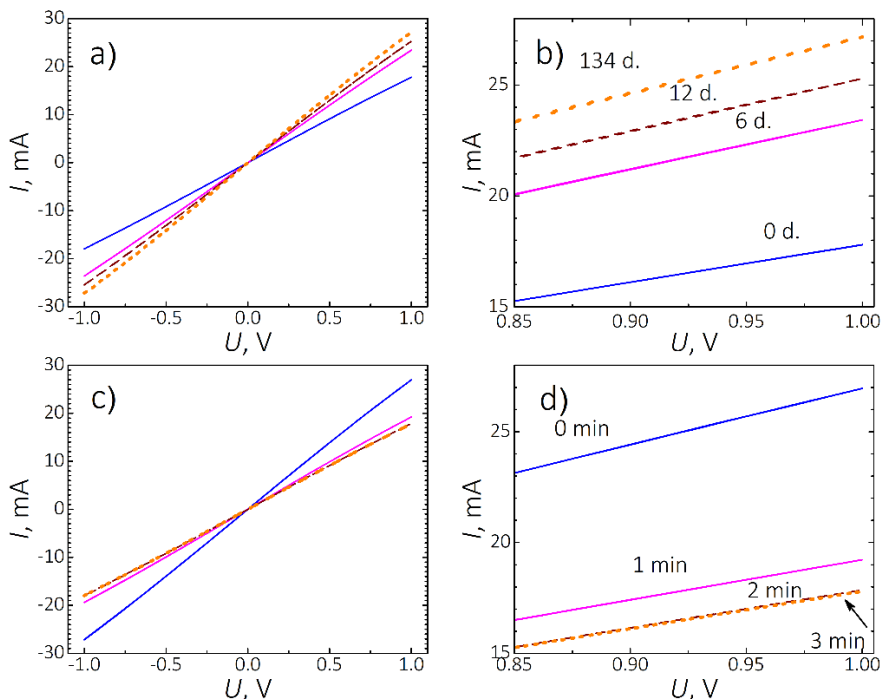 a)
30
20
10
0
-10
-20
-30
I, mA
-1.0
-0.5
0.0
0.5
1.0
U, V
b)
134 d.
12 d.
6 d.
0 d.
25
20
15
I, mA
0.85
0.90
0.95
1.00
U, V
c)
30
20
10
0
-10
-20
-30
I, mA
-1.0
-0.5
0.0
0.5
1.0
U, V
d)
0 min
1 min
2 min
3 min
25
20
15
I, mA
0.85
0.90
0.95
1.00
U, V